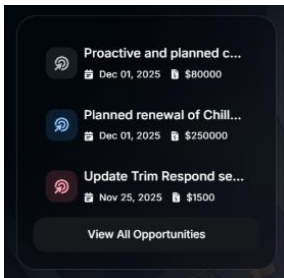 Proactive and planned c...
Dec 01, 2025 $80000
Planned renewal of Chill...
Dec 01, 2025 $250000
Update Trim Respond se...
Nov 25, 2025 $1500
View All Opportunities